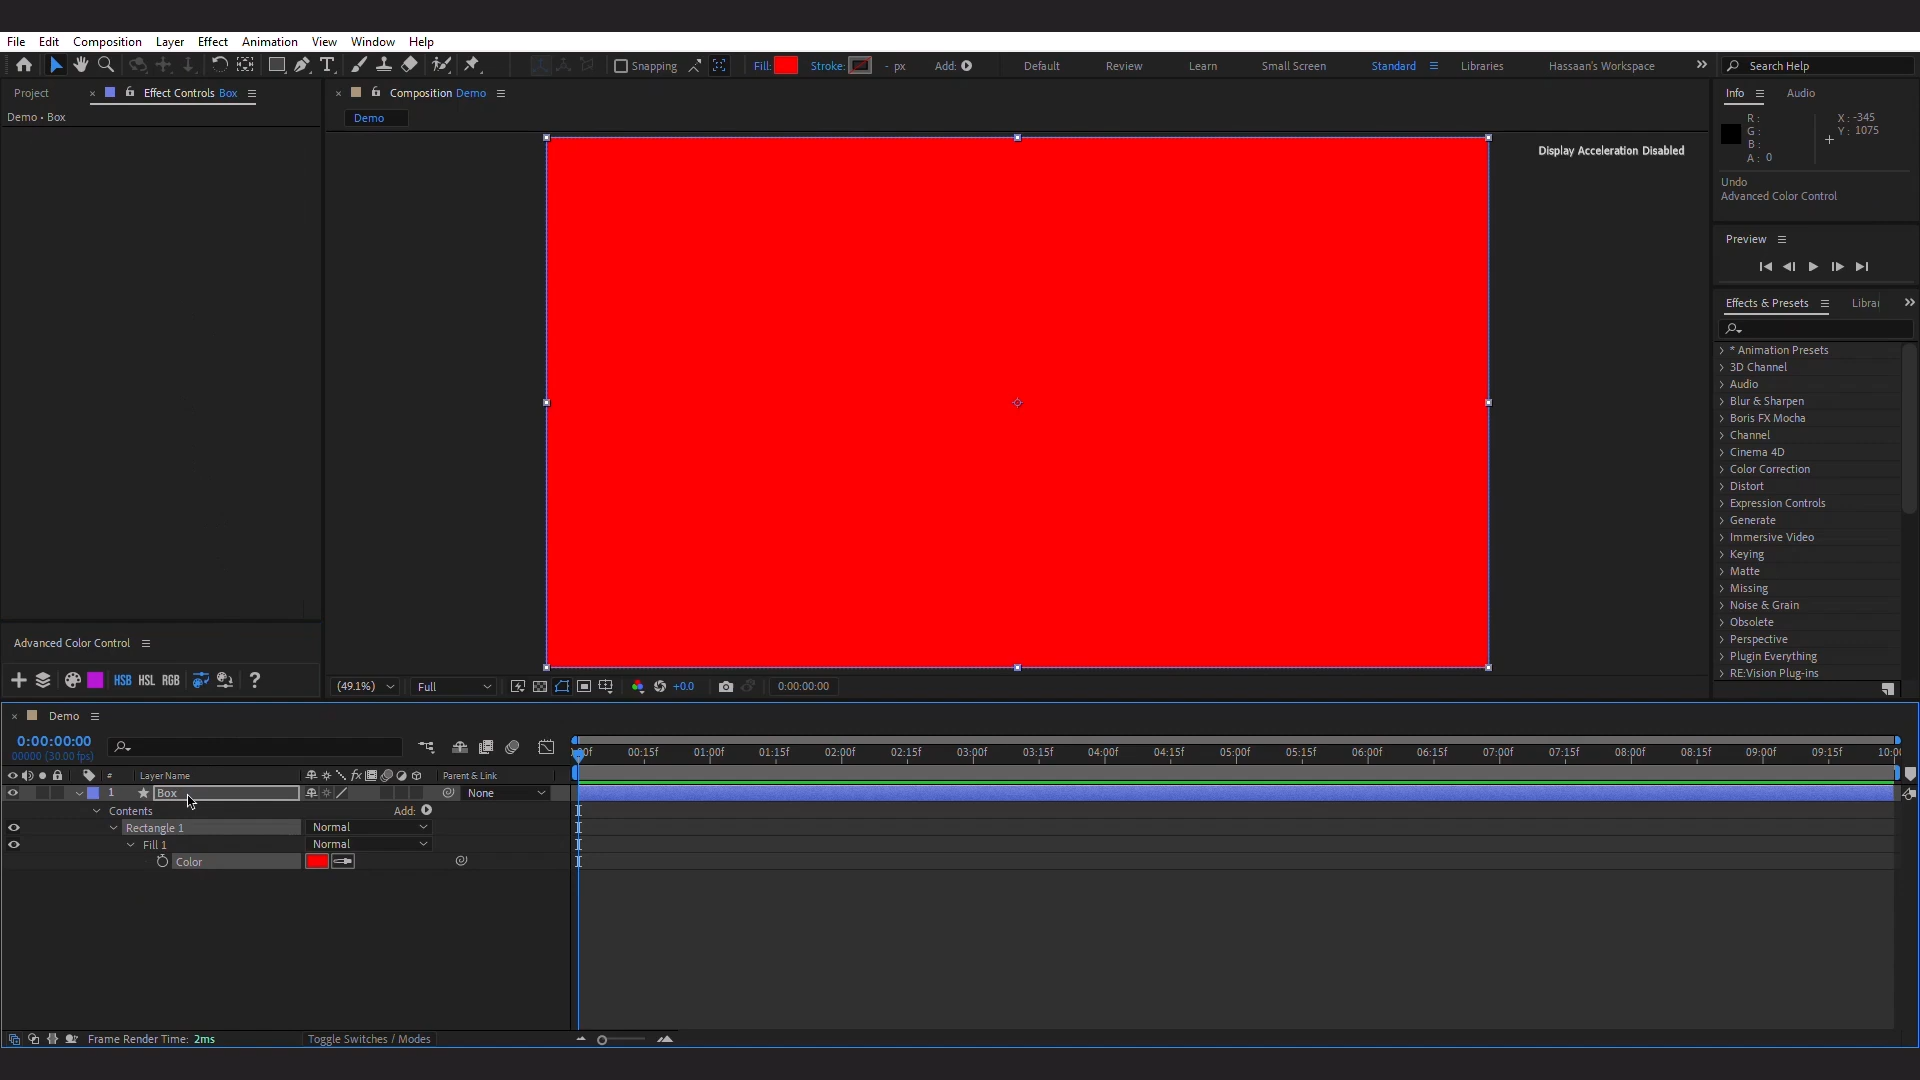 File Edit Composition Layer Effect Animation View Window Help
Snapping Fill: Stroke: - px Add: Default Review Learn Small Screen Standard Libraries Hassaan's Workspace Search Help
Project Effect Controls Box Composition Demo Info Audio
Demo • Box
Demo
Display Acceleration Disabled
R :
G :
B :
A : 0
X : -345
Y : 1075
Undo
Advanced Color Control
Preview
Effects & Presets
* Animation Presets
3D Channel
Audio
Blur & Sharpen
Boris FX Mocha
Channel
Cinema 4D
Color Correction
Distort
Expression Controls
Generate
Immersive Video
Keying
Matte
Missing
Noise & Grain
Obsolete
Perspective
Plugin Everything
RE:Vision Plug-ins
Advanced Color Control
HSB HSL RGB ?
(49.1%) Full +0.0 0:00:00:00
Demo
0:00:00:00
00000 (30.00 fps)
00:15f 01:00f 01:15f 02:00f 02:15f 03:00f 03:15f 04:00f 04:15f 05:00f 05:15f 06:00f 06:15f 07:00f 07:15f 08:00f 08:15f 09:00f 09:15f
# Layer Name fx Parent & Link
1 Box None
Contents Add:
Rectangle 1 Normal
Fill 1 Normal
Color
Frame Render Time: 2ms Toggle Switches / Modes